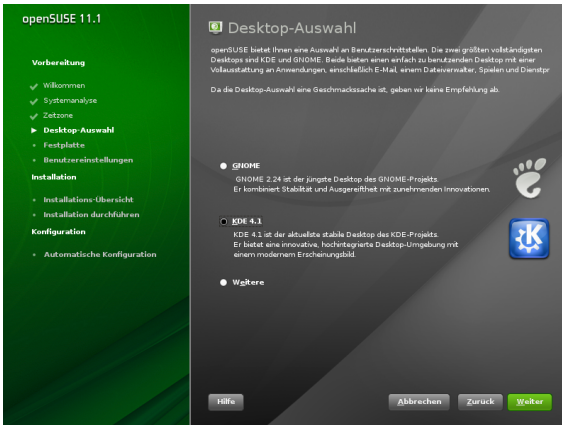 openSUSE 11.1
Vorbereitung
Willkommen
Systemanalyse
Zeitzone
Desktop-Auswahl
Festplatte
Benutzereinstellungen
Installation
Installations-Übersicht
Installation durchführen
Konfiguration
Automatische Konfiguration
Desktop-Auswahl
openSUSE bietet Ihnen eine Auswahl an Benutzerschnittstellen. Die zwei größten vollständigsten
Desktops sind KDE und GNOME. Beide bieten einen einfach zu benutzenden Desktop mit einer
Vollausstattung an Anwendungen, einschließlich E-Mail, einem Dateiverwalter, Spielen und Dienstpr
Da die Desktop-Auswahl eine Geschmackssache ist, geben wir keine Empfehlung ab.
GNOME
GNOME 2.24 ist der jüngste Desktop des GNOME-Projekts.
Er kombiniert Stabilität und Ausgereiftheit mit zunehmenden Innovationen.
KDE 4.1
KDE 4.1 ist der aktuellste stabile Desktop des KDE-Projekts.
Er bietet eine innovative, hochintegrierte Desktop-Umgebung mit
einem modernem Erscheinungsbild.
Weitere
Hilfe
Abbrechen
Zurück
Weiter